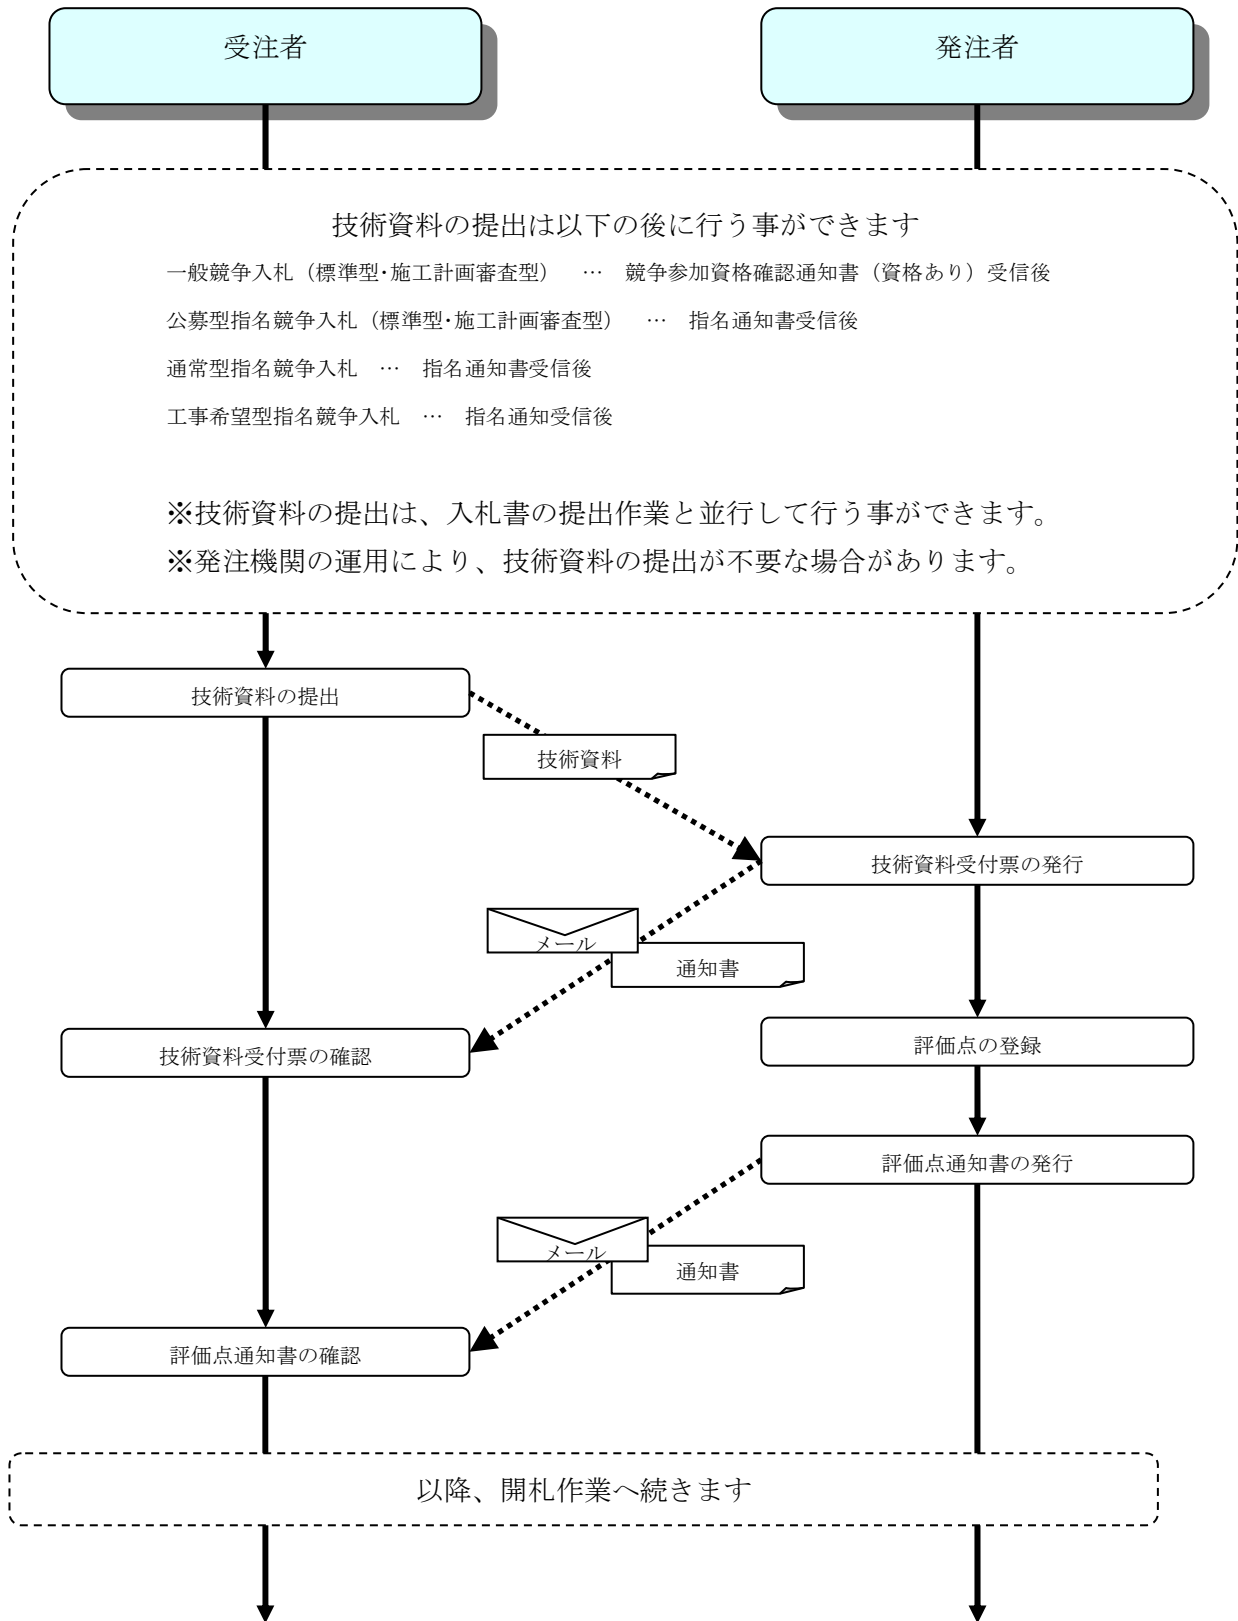 受注者
発注者
技術資料の提出は以下の後に行う事ができます
一般競争入札（標準型･施工計画審査型）　…　競争参加資格確認通知書（資格あり）受信後
公募型指名競争入札（標準型･施工計画審査型）　…　指名通知書受信後
通常型指名競争入札　…　指名通知書受信後
工事希望型指名競争入札　…　指名通知受信後
※技術資料の提出は、入札書の提出作業と並行して行う事ができます。
※発注機関の運用により、技術資料の提出が不要な場合があります。
技術資料の提出
技術資料
技術資料受付票の発行
メール
通知書
技術資料受付票の確認
評価点の登録
評価点通知書の発行
メール
通知書
評価点通知書の確認
以降、開札作業へ続きます